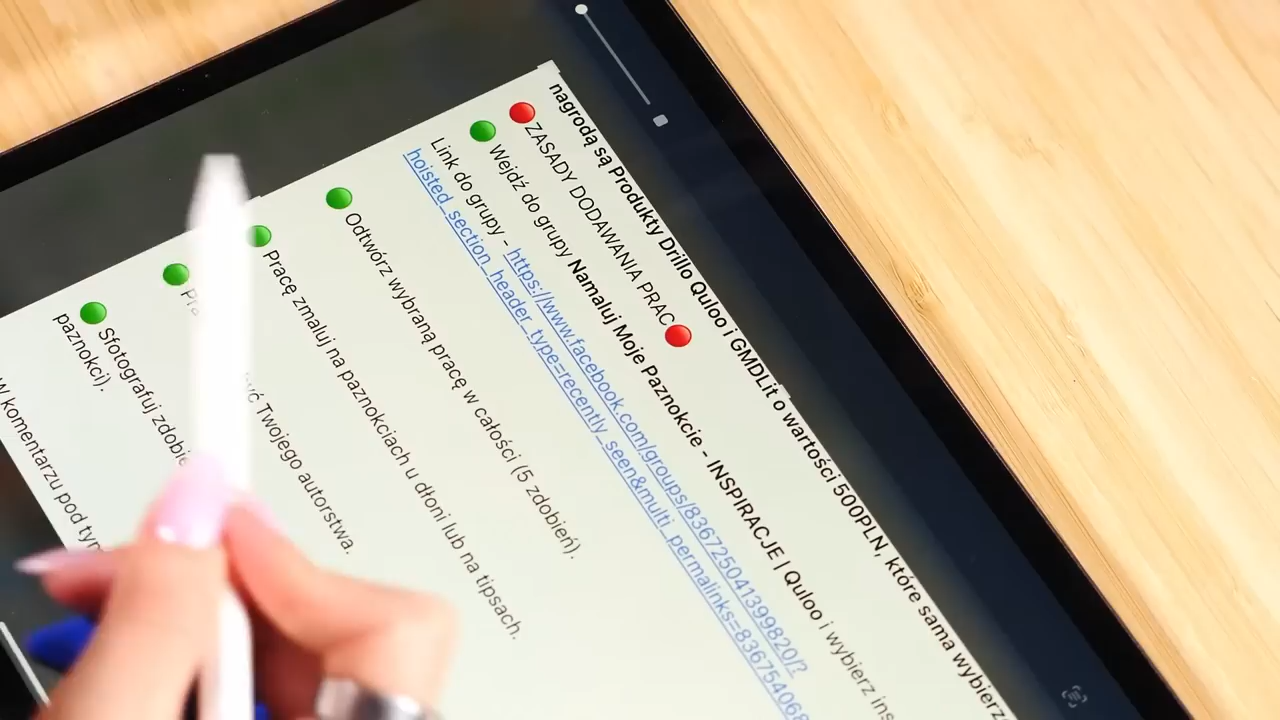 nagrodą są Produkty Drillo Quloo i GMDLit o wartości 500PLN, które sama wybierz
ZASADY DODAWANIA PRAC
Wejdź do grupy Namaluj Moje Paznokcie - INSPIRACJE | Quloo i wybierz ins
Link do grupy - https://www.facebook.com/groups/836725041399820/?
hoisted_section_header_type=recently_seen&multi_permalinks=83675406
Odtwórz wybraną pracę w całości (5 zdobień).
Pracę zmaluj na paznokciach u dłoni lub na tipsach.
Twojego autorstwa.
Sfotografuj
paznokci).
W komentarzu pod